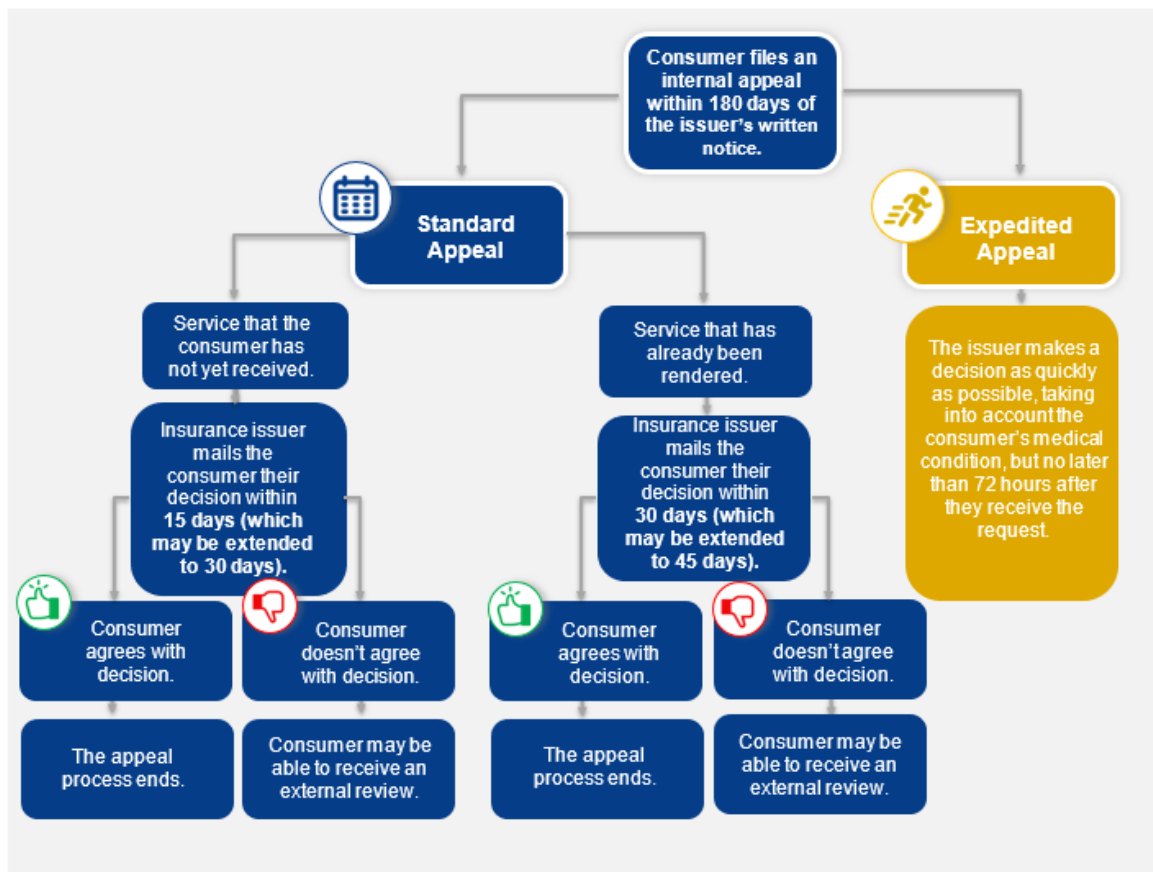 Consumer files an
internal appeal
within 180 days of
the issuer's written
notice.
Standard
Appeal
Expedited
Appeal
Service that the
consumer has
not yet received.
Service that has
already been
rendered.
The issuer makes a
decision as quickly
as possible, taking
into account the
consumer's medical
condition, but no later
than 72 hours after
they receive the
request.
Insurance issuer
mails the
consumer their
decision within
15 days (which
may be extended
to 30 days).
Insurance issuer
mails the
consumer their
decision within
30 days (which
may be extended
to 45 days).
Consumer
agrees with
decision.
Consumer
doesn't agree
with decision.
Consumer
agrees with
decision.
Consumer
doesn't agree
with decision.
The appeal
process ends.
Consumer may be
able to receive an
external review.
The appeal
process ends.
Consumer may be
able to receive an
external review.